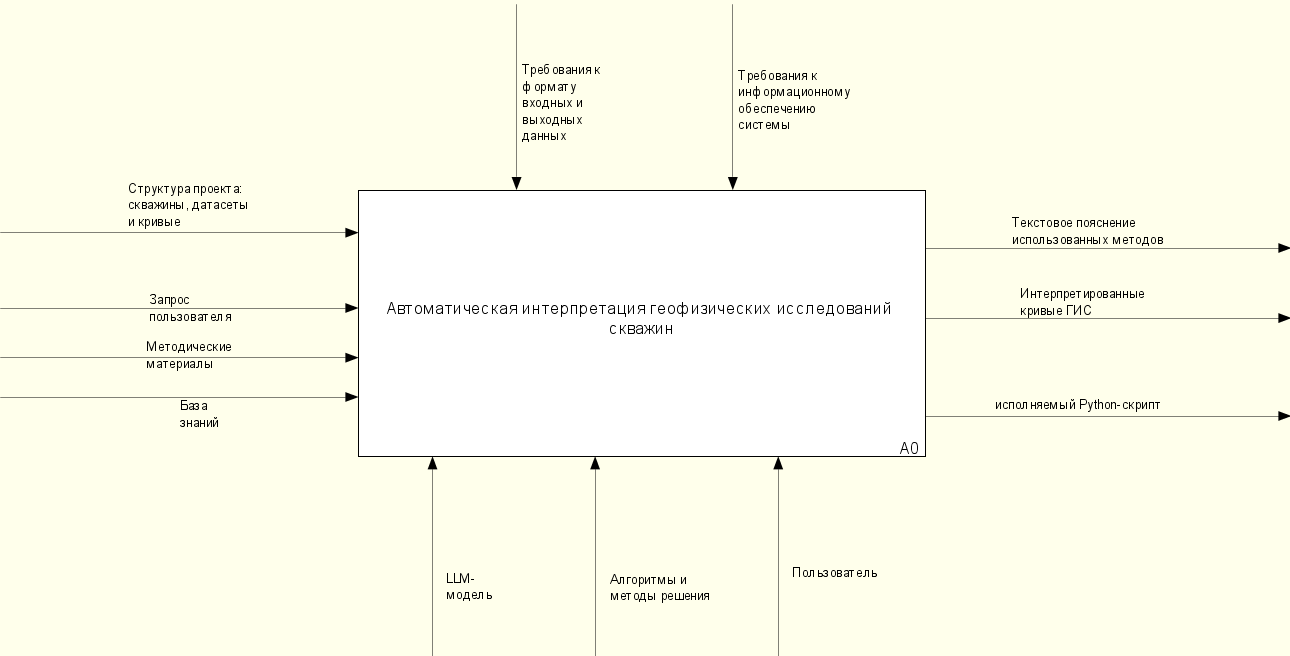 Требования к
формату
входных и
выходных
данных
Требования к
информационному
обеспечению
системы
Структура проекта:
скважины, датасеты
и кривые
Запрос
пользователя
Методические
материалы
База
знаний
Автоматическая интерпретация геофизических исследований
скважин
A0
Текстовое пояснение
использованных методов
Интерпретированные
кривые ГИС
исполняемый Python-скрипт
LLM-
модель
Алгоритмы и
методы решения
Пользователь